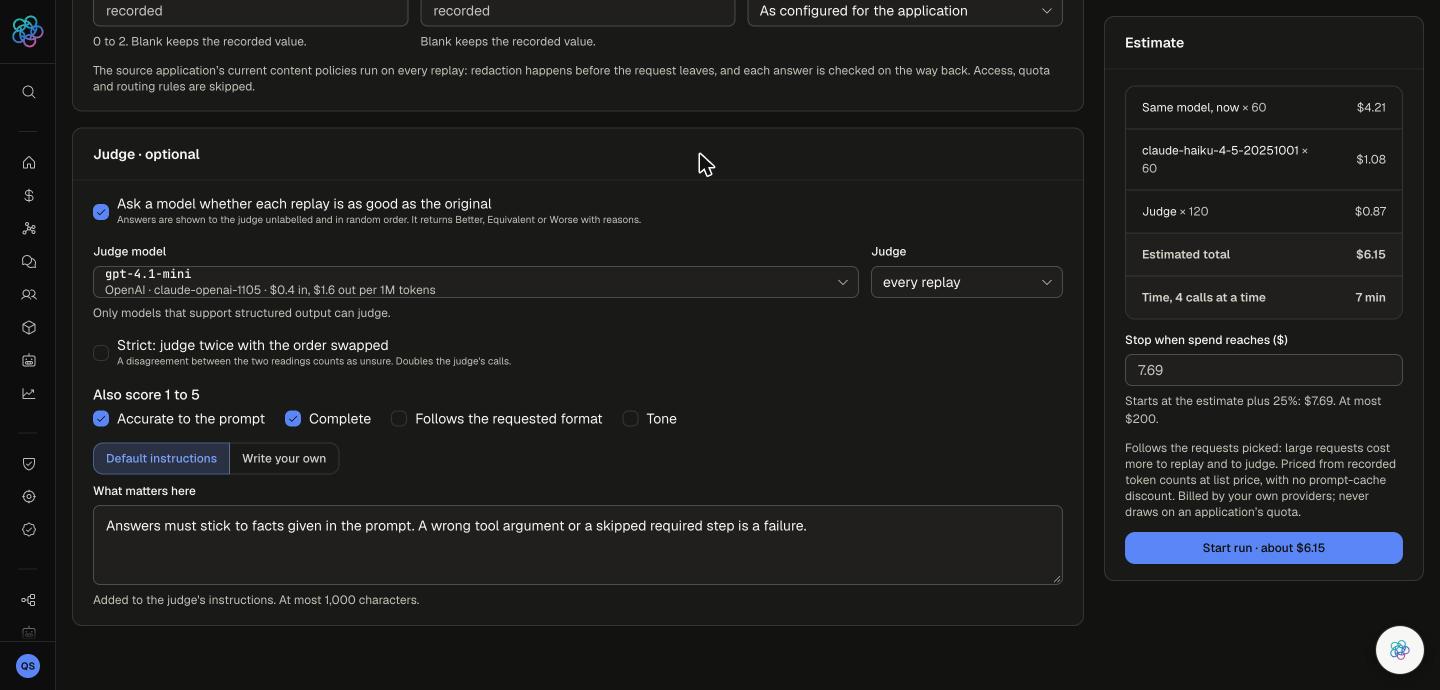 recorded
recorded
As configured for the application
0 to 2. Blank keeps the recorded value.
Blank keeps the recorded value.
The source application's current content policies run on every replay: redaction happens before the request leaves, and each answer is checked on the way back. Access, quota
and routing rules are skipped.
Judge · optional
Ask a model whether each replay is as good as the original
Answers are shown to the judge unlabelled and in random order. It returns Better, Equivalent or Worse with reasons.
Judge model
Judge
gpt-4.1-mini
OpenAI · claude-openai-1105 · $0.4 in, $1.6 out per 1M tokens
every replay
Only models that support structured output can judge.
Strict: judge twice with the order swapped
A disagreement between the two readings counts as unsure. Doubles the judge's calls.
Also score 1 to 5
Accurate to the prompt
Complete
Follows the requested format
Tone
Default instructions
Write your own
What matters here
Answers must stick to facts given in the prompt. A wrong tool argument or a skipped required step is a failure.
Added to the judge's instructions. At most 1,000 characters.
Estimate
Same model, now × 60
$4.21
claude-haiku-4-5-20251001 ×
60
$1.08
Judge × 120
$0.87
Estimated total
$6.15
Time, 4 calls at a time
7 min
Stop when spend reaches ($)
7.69
Starts at the estimate plus 25%: $7.69. At most
$200.
Follows the requests picked: large requests cost
more to replay and to judge. Priced from recorded
token counts at list price, with no prompt-cache
discount. Billed by your own providers; never
draws on an application's quota.
Start run · about $6.15
QS